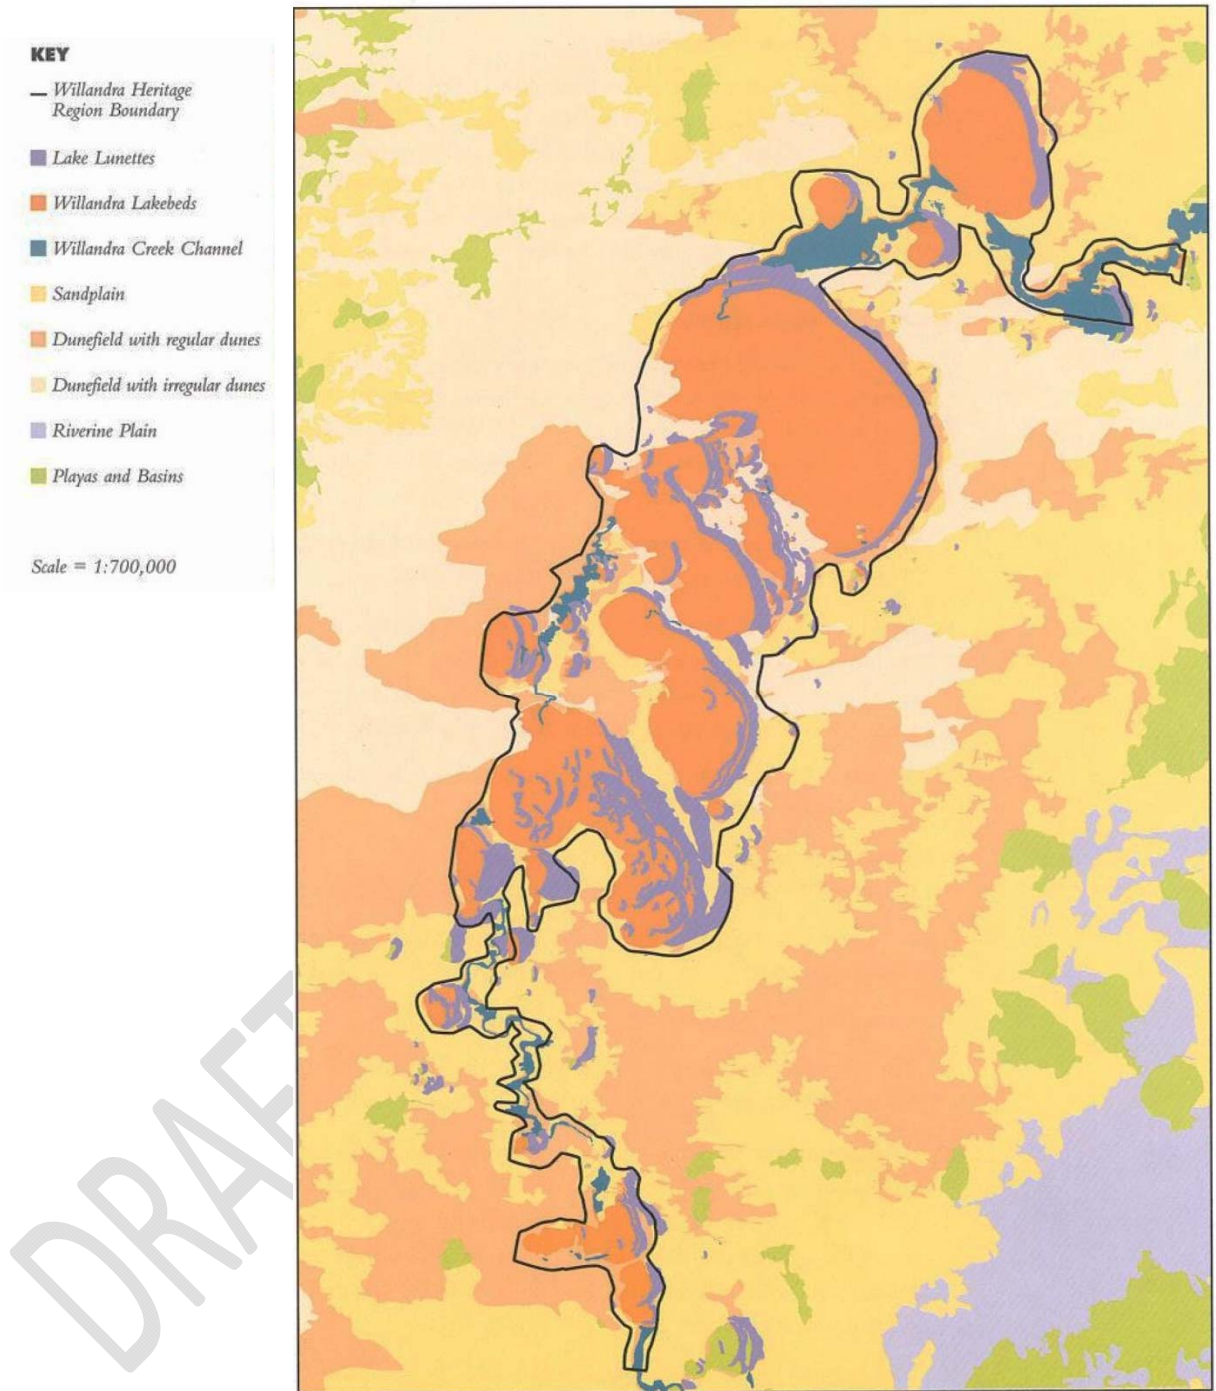 KEY
Willandra Heritage
Region Boundary
Lake Lunettes
Willandra Lakebeds
Willandra Creek Channel
Sandplain
Dunefield with regular dunes
Dunefield with irregular dunes
Riverine Plain
Playas and Basins
Scale = 1:700,000
DRAFT